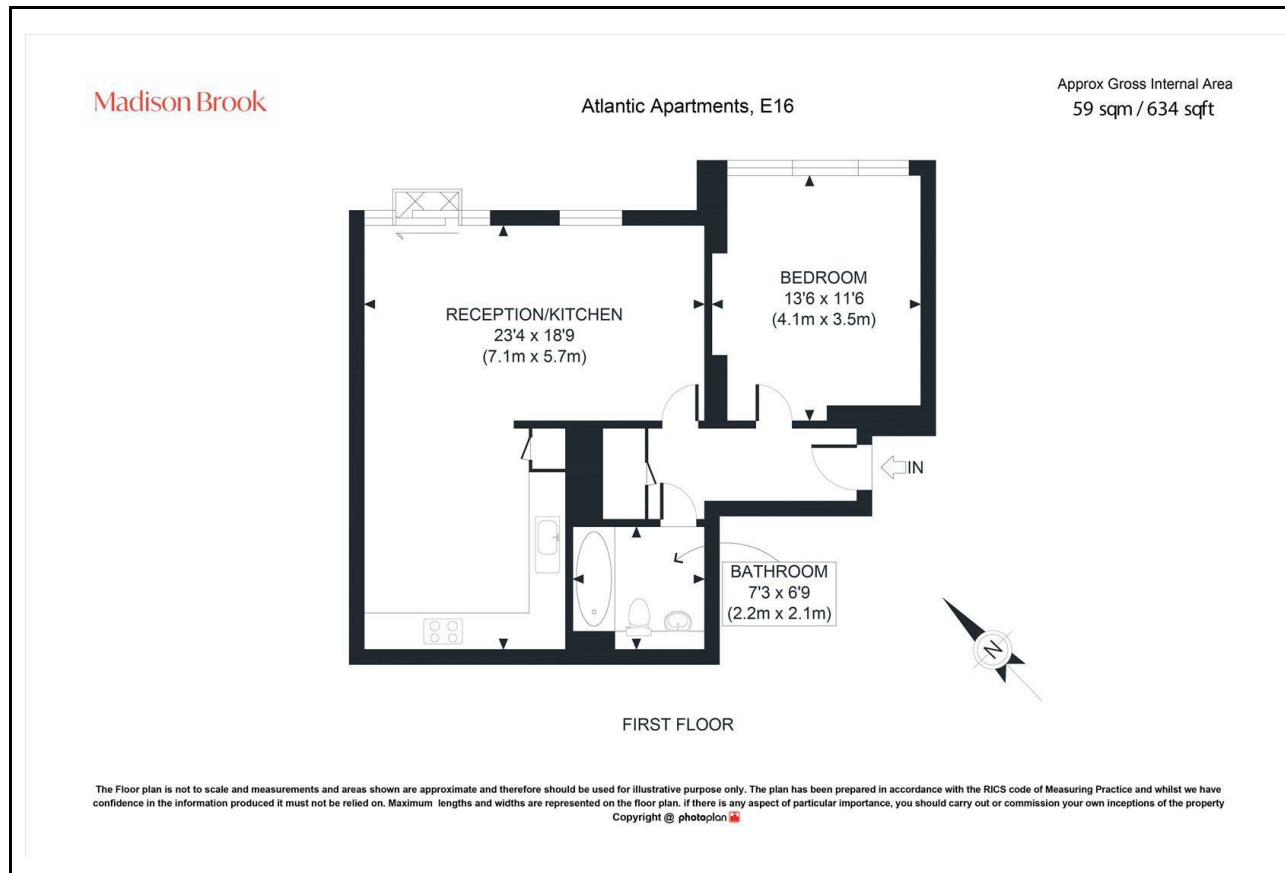 Madison Brook
Atlantic Apartments, E16
Approx Gross Internal Area
59 sqm / 634 sqft
BEDROOM
13'6 x 11'6
(4.1m x 3.5m)
RECEPTION/KITCHEN
23'4 x 18'9
(7.1m x 5.7m)
IN
BATHROOM
7'3 x 6'9
(2.2m x 2.1m)
N
FIRST FLOOR
The Floor plan is not to scale and measurements and areas shown are approximate and therefore should be used for illustrative purpose only. The plan has been prepared in accordance with the RICS code of Measuring Practice and whilst we have
confidence in the information produced it must not be relied on. Maximum lengths and widths are represented on the floor plan. if there is any aspect of particular importance, you should carry out or commission your own inceptions of the property
Copyright @ photoplan